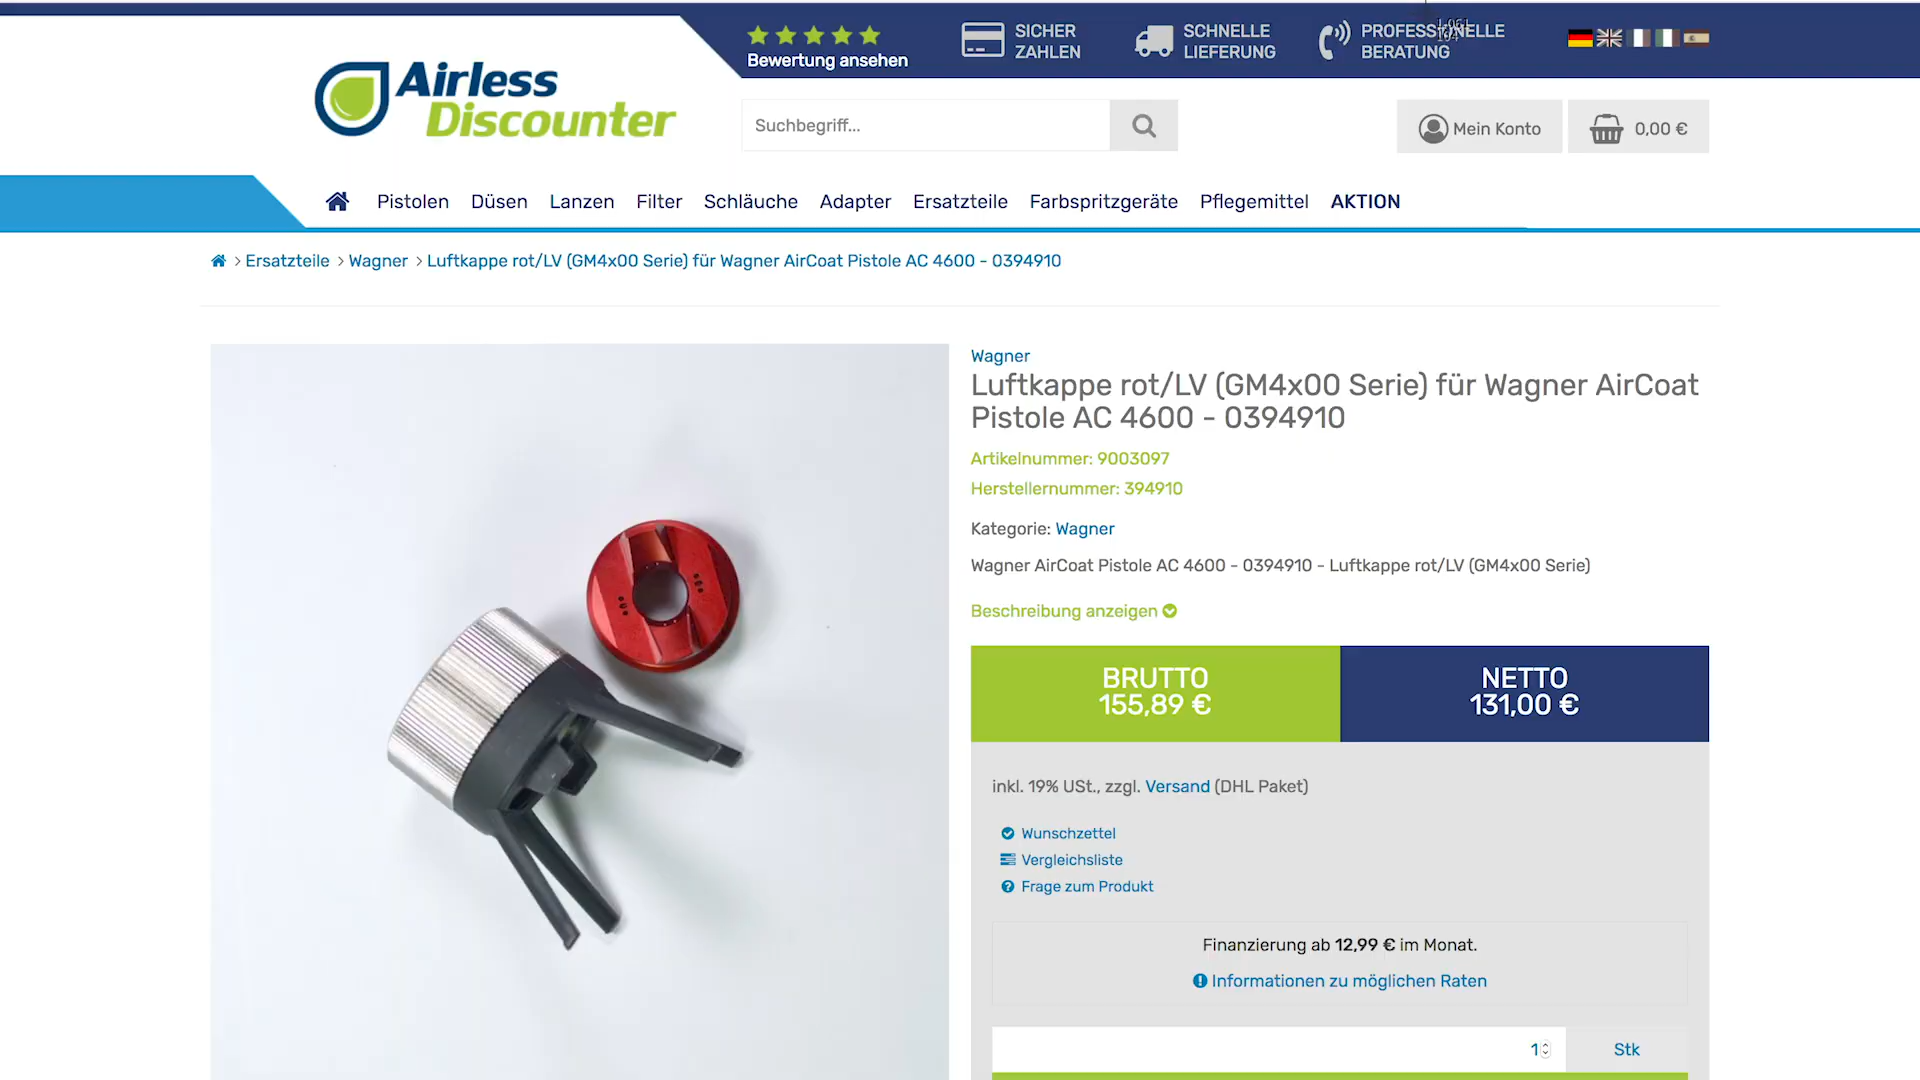 Airless
Discounter
Bewertung ansehen
SICHER
ZAHLEN
SCHNELLE
LIEFERUNG
PROFESSIONELLE
BERATUNG
Suchbegriff...
Mein Konto
0,00 €
Pistolen Düsen Lanzen Filter Schläuche Adapter Ersatzteile Farbspritzgeräte Pflegemittel AKTION
> Ersatzteile > Wagner > Luftkappe rot/LV (GM4x00 Serie) für Wagner AirCoat Pistole AC 4600 - 0394910
Wagner
Luftkappe rot/LV (GM4x00 Serie) für Wagner AirCoat
Pistole AC 4600 - 0394910
Artikelnummer: 9003097
Herstellernummer: 394910
Kategorie: Wagner
Wagner AirCoat Pistole AC 4600 - 0394910 - Luftkappe rot/LV (GM4x00 Serie)
Beschreibung anzeigen
BRUTTO
155,89 €
NETTO
131,00 €
inkl. 19% USt., zzgl. Versand (DHL Paket)
Wunschzettel
Vergleichsliste
Frage zum Produkt
Finanzierung ab 12,99 € im Monat.
Informationen zu möglichen Raten
1
Stk